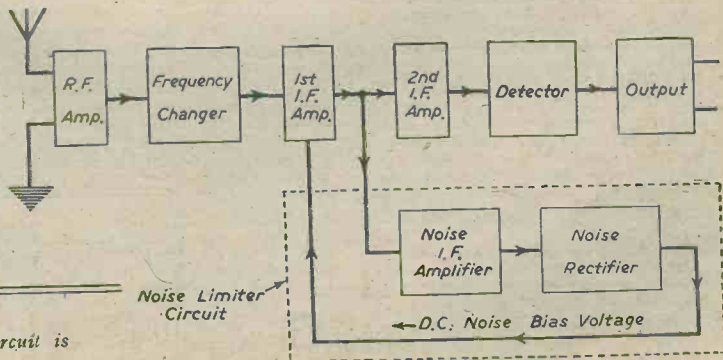 R.F.
Amp.
Frequency
Changer
1st
I.F.
Amp.
2nd
I.F.
Amp.
Detector
Output
Noise
I.F.
Amplifier
Noise
Rectifier
Noise Limiter
Circuit
D.C. Noise Bias Voltage
rcuit is